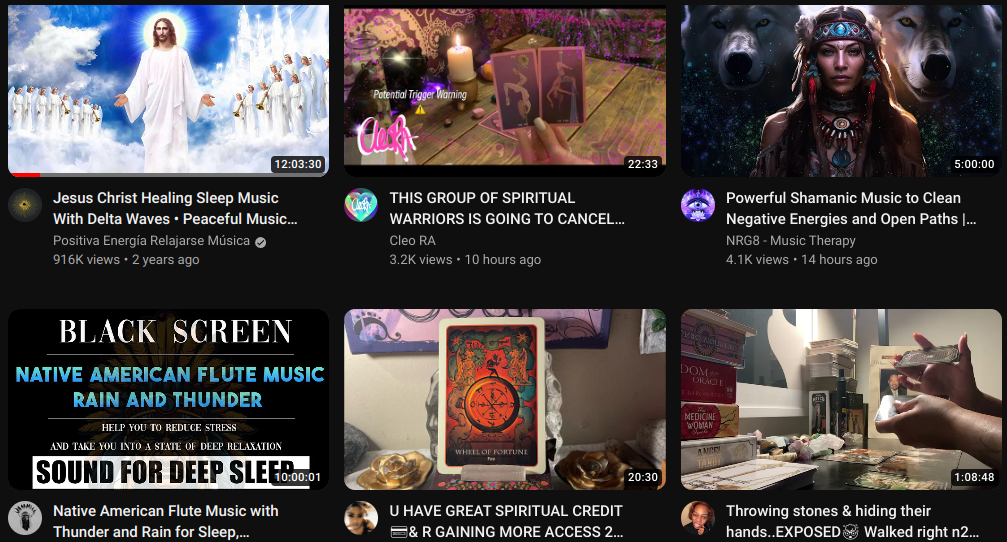 Potential Trigger Warning
CleoRA
12:03:30
22:33
5:00:00
Jesus Christ Healing Sleep Music
With Delta Waves • Peaceful Music...
Positiva Energía Relajarse Música
916K views • 2 years ago
THIS GROUP OF SPIRITUAL
WARRIORS IS GOING TO CANCEL...
Cleo RA
3.2K views • 10 hours ago
Powerful Shamanic Music to Clean
Negative Energies and Open Paths |...
NRG8 - Music Therapy
4.1K views • 14 hours ago
BLACK SCREEN
NATIVE AMERICAN FLUTE MUSIC
RAIN AND THUNDER
HELP YOU TO REDUCE STRESS
AND TAKE YOU INTO A STATE OF DEEP RELAXATION
SOUND FOR DEEP SLEEP
10:00:01
WHEEL OF FORTUNE
20:30
ORACLE
THE
MEDICINE
WOMAN
ANGEL
TAROT
1:08:48
Native American Flute Music with
Thunder and Rain for Sleep,...
U HAVE GREAT SPIRITUAL CREDIT
💳& R GAINING MORE ACCESS 2...
Throwing stones & hiding their
hands..EXPOSED Walked right n2...